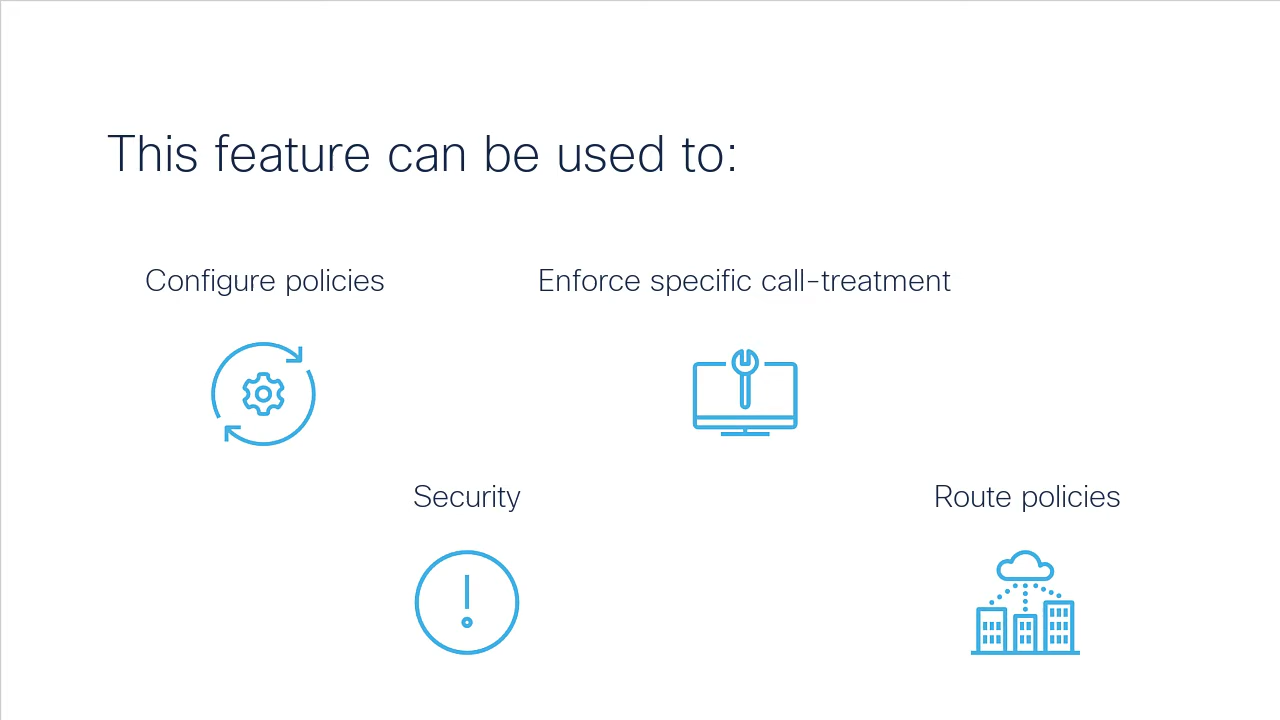 This feature can be used to:
Configure policies
Enforce specific call-treatment
Security
Route policies